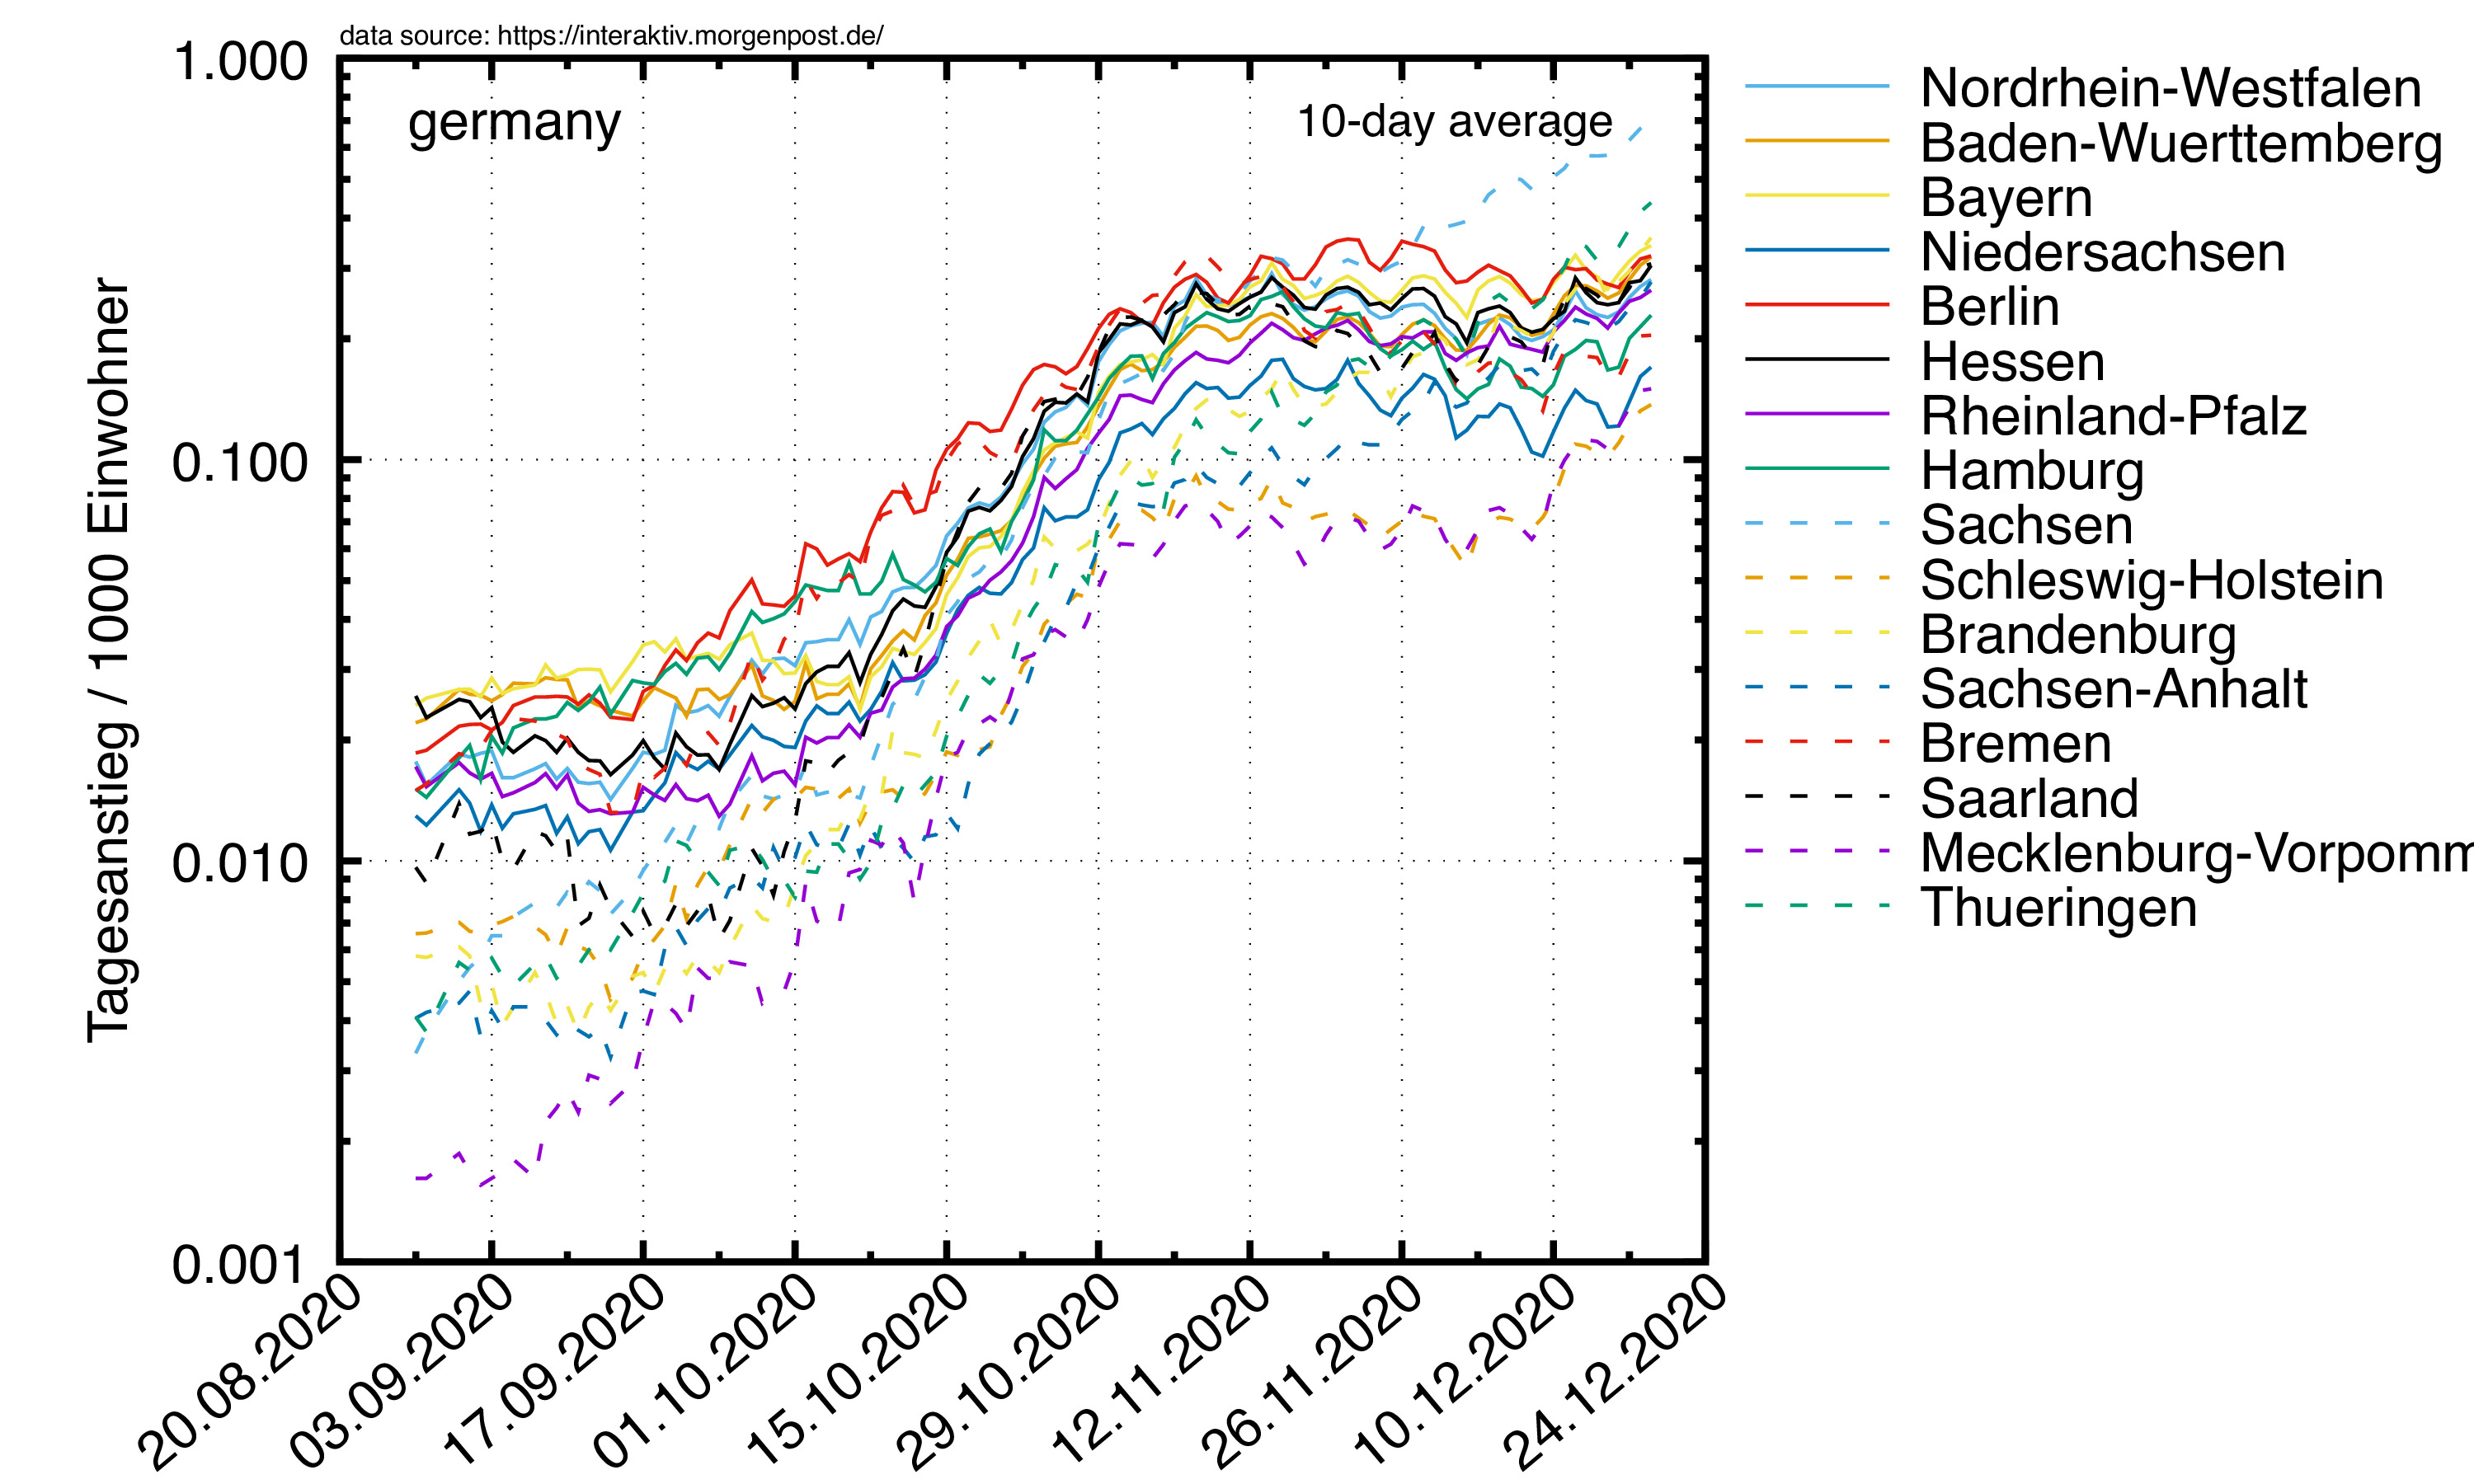 data source: https://interaktiv.morgenpost.de/
1.000
0.100
0.010
0.001
Tagesanstieg / 1000 Einwohner
germany
10-day average
20.08.2020
03.09.2020
17.09.2020
01.10.2020
15.10.2020
29.10.2020
12.11.2020
26.11.2020
10.12.2020
24.12.2020
Nordrhein-Westfalen
Baden-Wuerttemberg
Bayern
Niedersachsen
Berlin
Hessen
Rheinland-Pfalz
Hamburg
Sachsen
Schleswig-Holstein
Brandenburg
Sachsen-Anhalt
Bremen
Saarland
Mecklenburg-Vorpomm
Thueringen